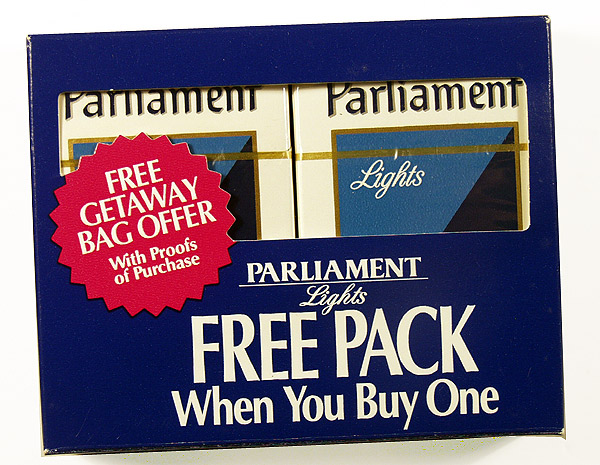 Parliament
Parliament
Lights
FREE
GETAWAY
BAG OFFER
With Proofs
of Purchase
PARLIAMENT
Lights
FREE PACK
When You Buy One